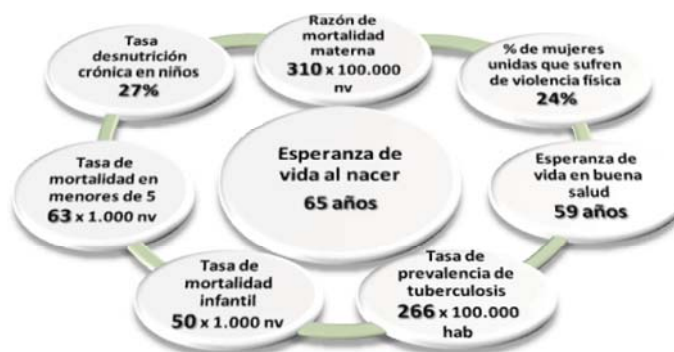 Razón de
mortalidad
materna
310 x 100.000
nv
% de mujeres
unidas que sufren
de violencia física
24%
Esperanza de
vida en buena
salud
59 años
Tasa de
prevalencia de
tuberculosis
266 x 100.000
hab
Tasa de
mortalidad
infantil
50 x 1.000 nv
Tasa de
mortalidad en
menores de 5
63 x 1.000 nv
Tasa
desnutrición
crónica en niños
27%
Esperanza de
vida al nacer
65 años